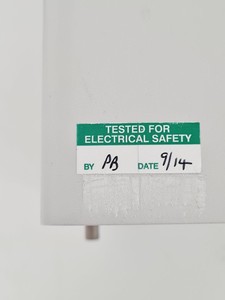 TESTED FOR
ELECTRICAL SAFETY
BY PB DATE 9/14